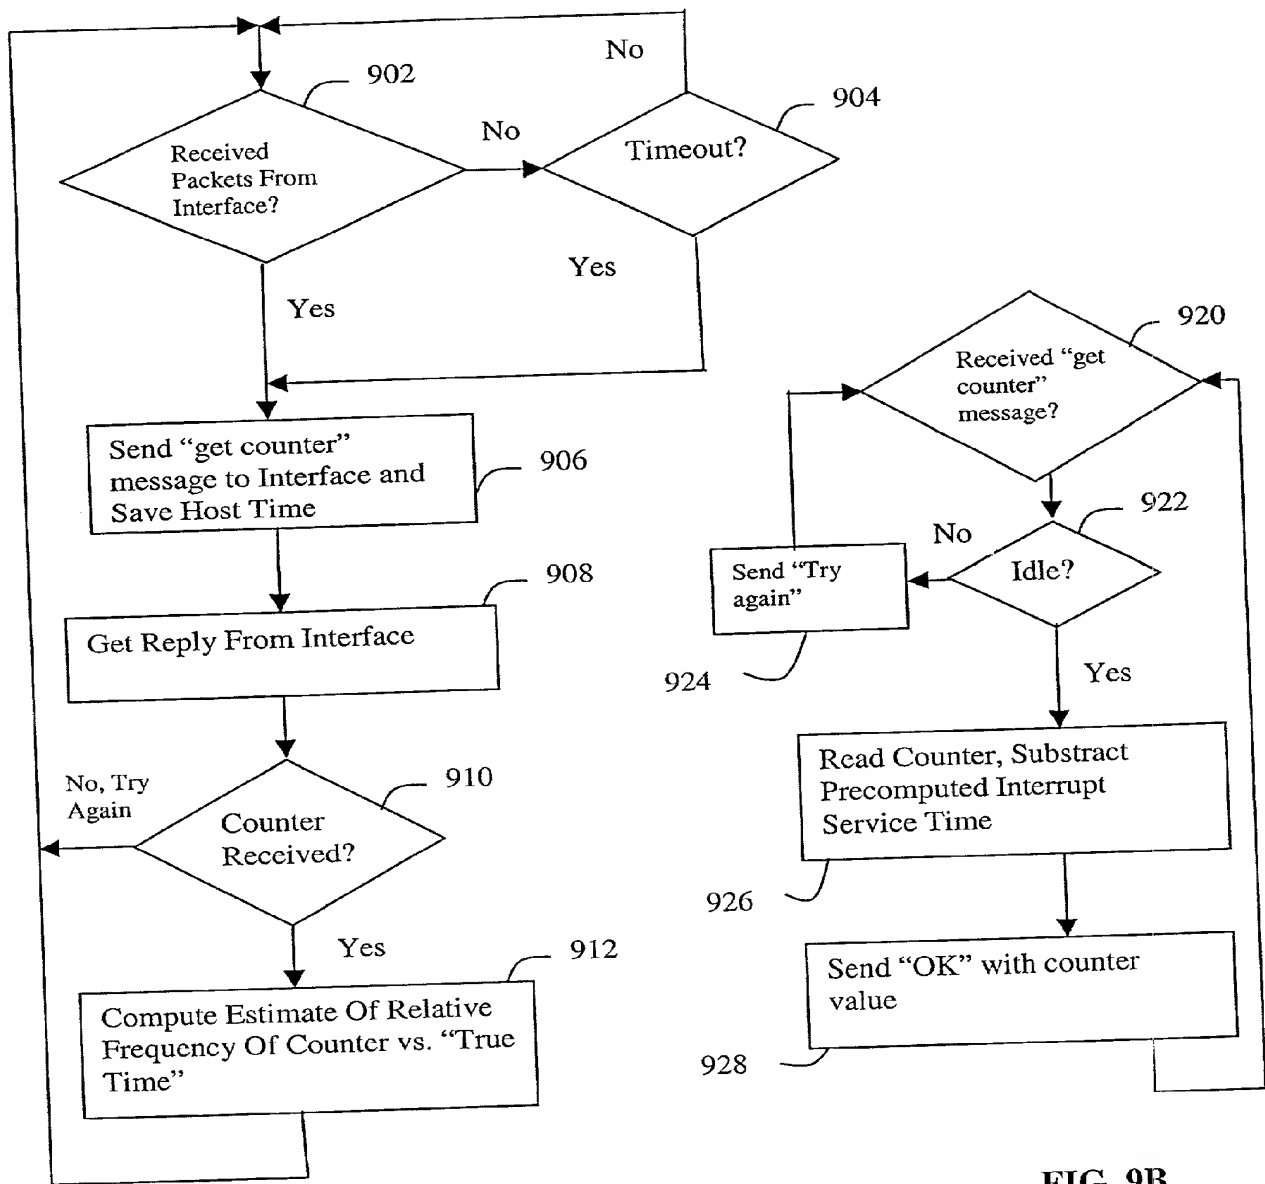 No
902
904
Received
Packets From
Interface?
No
Timeout?
Yes
Yes
Send “get counter”
message to Interface and
Save Host Time
906
908
Get Reply From Interface
No, Try
Again
910
Counter
Received?
Yes
912
Compute Estimate Of Relative
Frequency Of Counter vs. “True
Time”
920
Received “get
counter”
message?
922
No
Idle?
Send “Try
again”
924
Yes
Read Counter, Substract
Precomputed Interrupt
Service Time
926
Send “OK” with counter
value
928
FIG. 9B